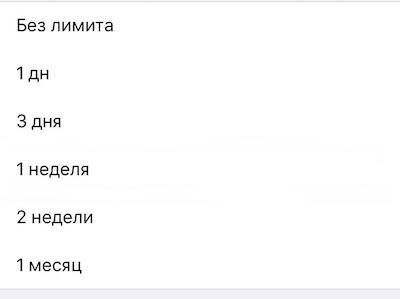 Без лимита
1 дн
3 дня
1 неделя
2 недели
1 месяц